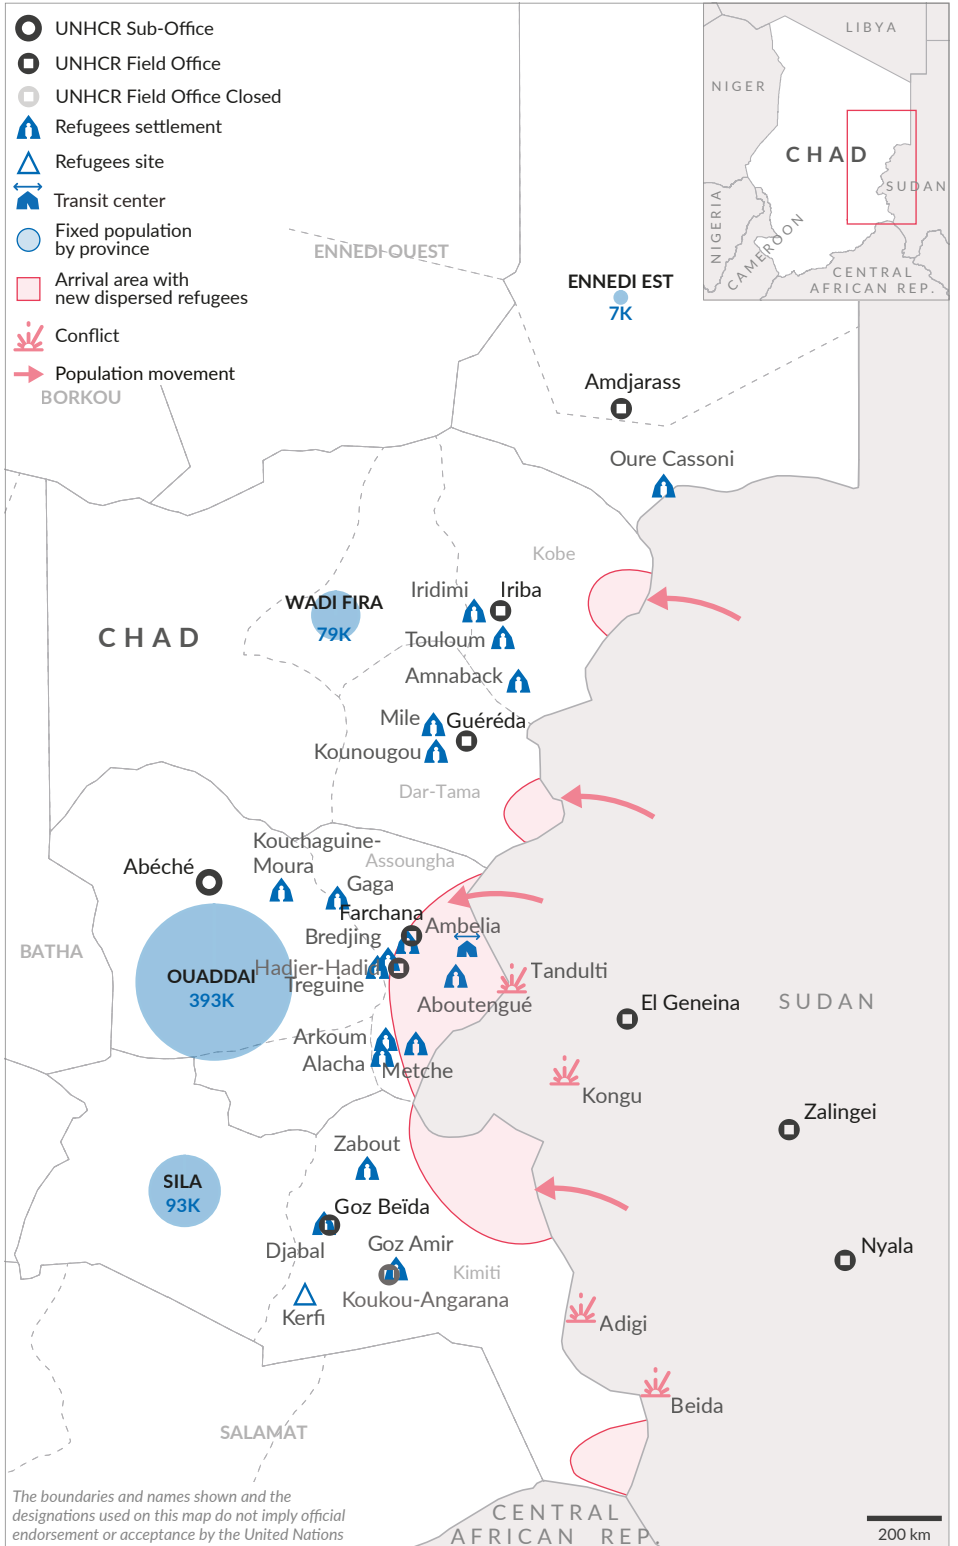 UNHCR Sub-Office
UNHCR Field Office
UNHCR Field Office Closed
Refugees settlement
Refugees site
Transit center
Fixed population
by province
Arrival area with
new dispersed refugees
Conflict
Population movement
LIBYA
NIGER
CHAD
SUDAN
NIGERIA
CAMEROON
CENTRAL
AFRICAN REP.
ENNEDI OUEST
ENNEDI EST
7K
BORKOU
Amdjarass
Oure Cassoni
Kobe
Iridimi
Iriba
WADI FIRA
79K
CHAD
Touloum
Amnaback
Mile
Guéréda
Kounougou
Dar-Tama
Kouchaguine-
Moura
Assoungha
Abéché
Gaga
Farchana
Ambelia
Bredjing
BATHA
Hadjer-Hadid
Treguine
OUADDAI
393K
Tandulti
Aboutengué
El Geneina
SUDAN
Arkoum
Alacha
Metche
Kongu
Zalingei
Zabout
SILA
93K
Goz Beïda
Djabal
Goz Amir
Kimiti
Nyala
Koukou-Angarana
Kerfi
Adigi
Beida
SALAMAT
The boundaries and names shown and the
designations used on this map do not imply official
endorsement or acceptance by the United Nations
CENTRAL
AFRICAN REP.
200 km